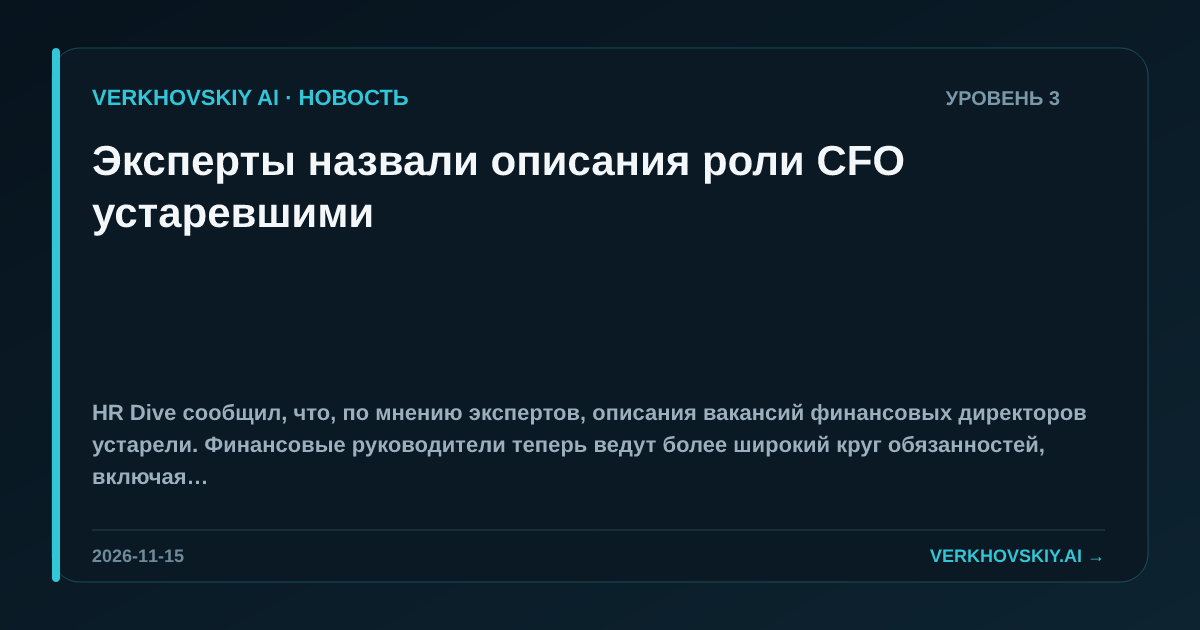 VERKHOVSKIY AI · НОВОСТЬ
УРОВЕНЬ 3
Эксперты назвали описания роли CFO
устаревшими
HR Dive сообщил, что, по мнению экспертов, описания вакансий финансовых директоров
устарели. Финансовые руководители теперь ведут более широкий круг обязанностей,
включая…
2026-11-15
VERKHOVSKIY.AI →